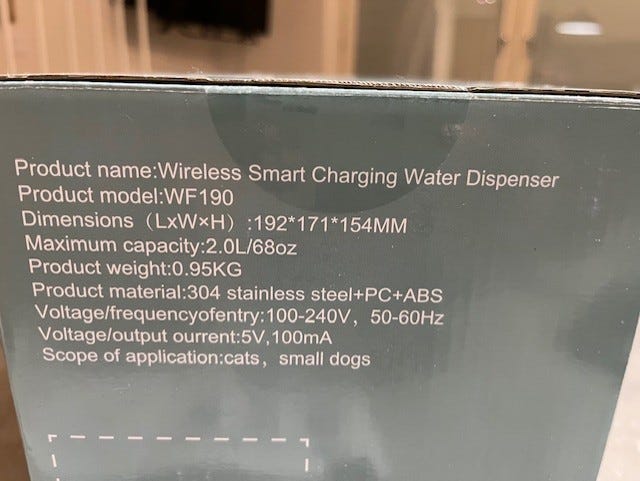 Product name:Wireless Smart Charging Water Dispenser
Product model:WF190
Dimensions（LxW×H）:192*171*154MM
Maximum capacity:2.0L/68oz
Product weight:0.95KG
Product material:304 stainless steel+PC+ABS
Voltage/frequencyofentry:100-240V，50-60Hz
Voltage/output ourrent:5V,100mA
Scope of application:cats，small dogs